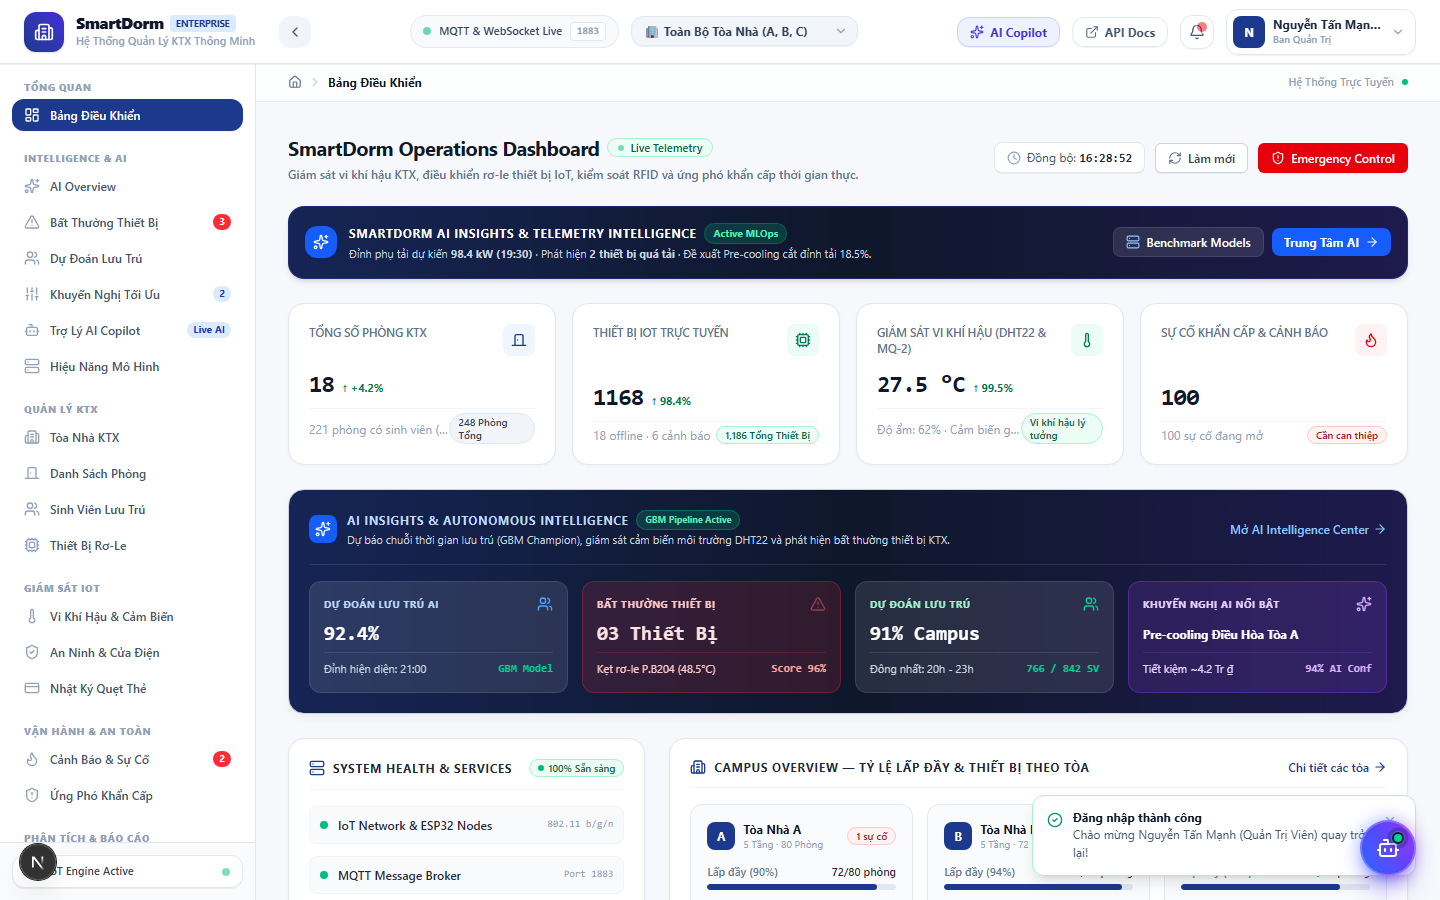 SmartDorm ENTERPRISE
Hệ Thống Quản Lý KTX Thông Minh
MQTT & WebSocket Live 1883
Toàn Bộ Tòa Nhà (A, B, C)
AI Copilot
API Docs
N
Nguyễn Tấn Mạn...
Ban Quản Trị
TỔNG QUAN
Bảng Điều Khiển
INTELLIGENCE & AI
AI Overview
Bất Thường Thiết Bị 3
Dự Đoán Lưu Trú
Khuyến Nghị Tối Ưu 2
Trợ Lý AI Copilot Live AI
Hiệu Năng Mô Hình
QUẢN LÝ KTX
Tòa Nhà KTX
Danh Sách Phòng
Sinh Viên Lưu Trú
Thiết Bị Rơ-Le
GIÁM SÁT IOT
Vi Khí Hậu & Cảm Biến
An Ninh & Cửa Điện
Nhật Ký Quẹt Thẻ
VẬN HÀNH & AN TOÀN
Cảnh Báo & Sự Cố 2
Ứng Phó Khẩn Cấp
PHÂN TÍCH & BÁO CÁO
N
T Engine Active
Bảng Điều Khiển
Hệ Thống Trực Tuyến
SmartDorm Operations Dashboard Live Telemetry
Giám sát vi khí hậu KTX, điều khiển rơ-le thiết bị IoT, kiểm soát RFID và ứng phó khẩn cấp thời gian thực.
Đồng bộ: 16:28:52
Làm mới
Emergency Control
SMARTDORM AI INSIGHTS & TELEMETRY INTELLIGENCE Active MLOps
Đỉnh phụ tải dự kiến 98.4 kW (19:30) · Phát hiện 2 thiết bị quá tải · Đề xuất Pre-cooling cắt đỉnh tải 18.5%.
Benchmark Models
Trung Tâm AI
TỔNG SỐ PHÒNG KTX
18 ↑ +4.2%
221 phòng có sinh viên (... 248 Phòng Tổng
THIẾT BỊ IOT TRỰC TUYẾN
1168 ↑ 98.4%
18 offline · 6 cảnh báo 1,186 Tổng Thiết Bị
GIÁM SÁT VI KHÍ HẬU (DHT22 &
MQ-2)
27.5 °C ↑ 99.5%
Độ ẩm: 62% · Cảm biến g... Vi khí hậu lý tưởng
SỰ CỐ KHẨN CẤP & CẢNH BÁO
100
100 sự cố đang mở Cần can thiệp
AI INSIGHTS & AUTONOMOUS INTELLIGENCE GBM Pipeline Active
Dự báo chuỗi thời gian lưu trú (GBM Champion), giám sát cảm biến môi trường DHT22 và phát hiện bất thường thiết bị KTX.
Mở AI Intelligence Center
DỰ ĐOÁN LƯU TRÚ AI
92.4%
Đỉnh hiện diện: 21:00 GBM Model
BẤT THƯỜNG THIẾT BỊ
03 Thiết Bị
Kẹt rơ-le P.B204 (48.5°C) Score 96%
DỰ ĐOÁN LƯU TRÚ
91% Campus
Đông nhất: 20h - 23h 766 / 842 SV
KHUYẾN NGHỊ AI NỔI BẬT
Pre-cooling Điều Hòa Tòa A
Tiết kiệm ~4.2 Tr ₫ 94% AI Conf
SYSTEM HEALTH & SERVICES 100% Sẵn sàng
IoT Network & ESP32 Nodes 802.11 b/g/n
MQTT Message Broker Port 1883
CAMPUS OVERVIEW — TỶ LỆ LẤP ĐẦY & THIẾT BỊ THEO TÒA
Chi tiết các tòa
A Tòa Nhà A 1 sự cố
5 Tầng · 80 Phòng
Lấp đầy (90%) 72/80 phòng
B Tòa Nhà
5 Tầng · 72
Lấp đầy (94%)
Đăng nhập thành công
Chào mừng Nguyễn Tấn Mạnh (Quản Trị Viên) quay trở
lại!